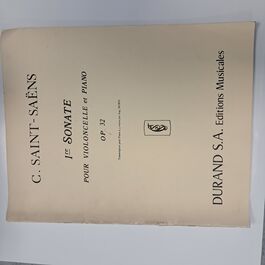 C. SAINT-SAËNS
1re SONATE
POUR VIOLONCELLE et PIANO
OP. 32
DURAND S.A. Editions Musicales